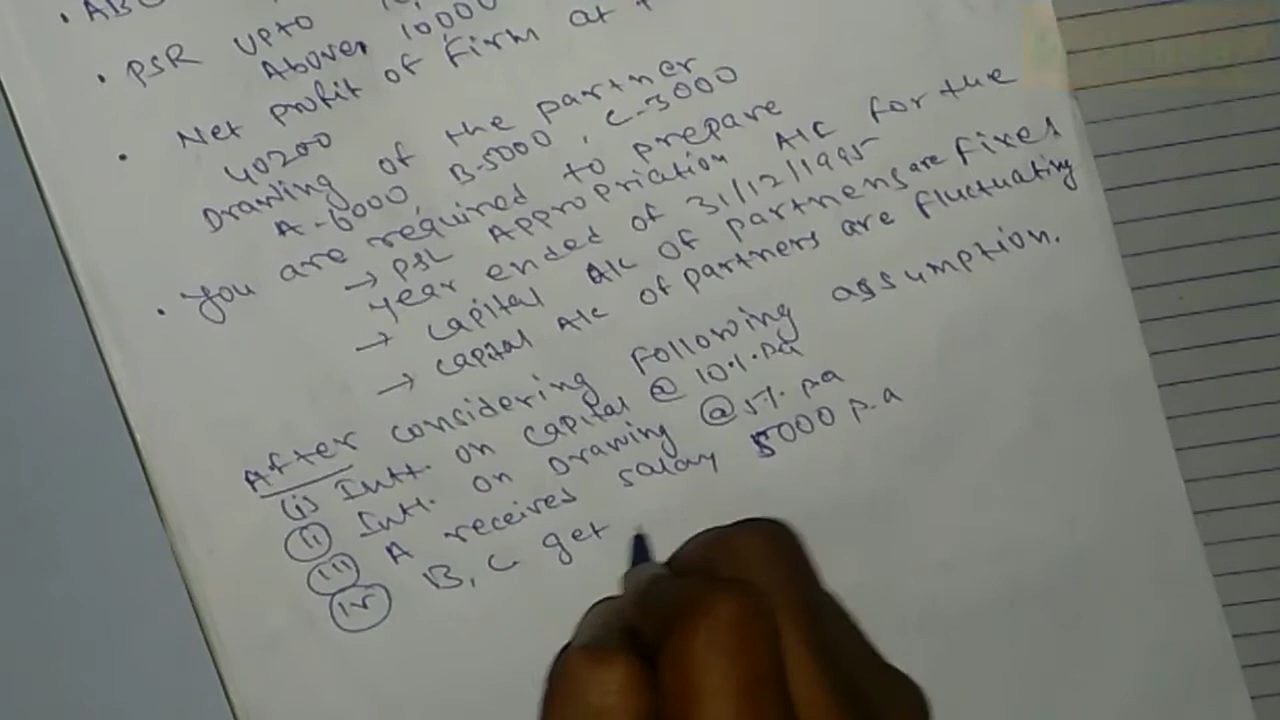 • AB
• PSR Upto
Above 10000
• Net profit of Firm at
40200
Drawing of the partner
A-6000 B-5000, C-3000
• You are required to prepare
→ P&L Appropriation A/C for the
year ended of 31/12/1995
→ Capital A/c of partners are Fixed
→ Capital A/c of partners are fluctuating
After considering Following assumption.
(i) Intt. on Capital @ 10%.pa
(ii) Intt. on Drawing @5%. p.a
(iii) A receives salary 5000 p.a
(iv) B, C get